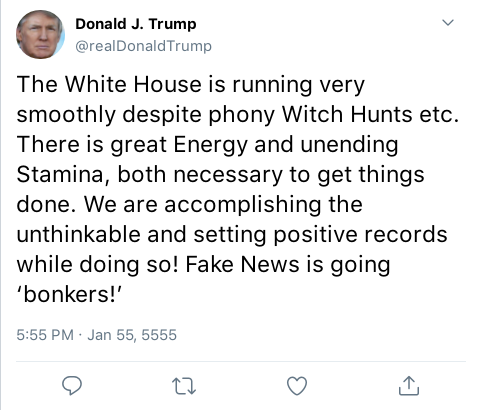 Donald J. Trump
@realDonaldTrump
The White House is running very
smoothly despite phony Witch Hunts etc.
There is great Energy and unending
Stamina, both necessary to get things
done. We are accomplishing the
unthinkable and setting positive records
while doing so! Fake News is going
‘bonkers!’
5:55 PM · Jan 55, 5555